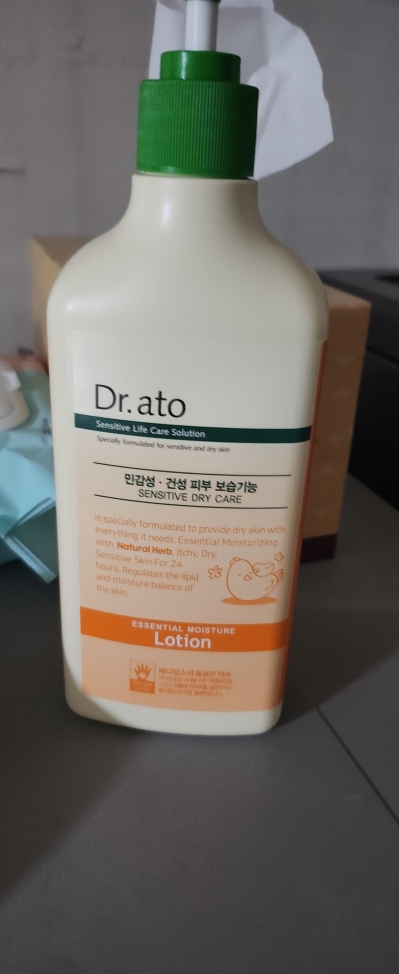 Dr. ato
Sensitive Life Care Solution
Specially formulated for sensitive and dry skin
민감성 · 건성 피부 보습기능
SENSITIVE DRY CARE
is specially formulated to provide dry skin with
everything it needs. Essential Moisturizing
with Natural Herb, Itchy, Dry,
Sensitive Skin For 24
hours. Regulates the lipid
and moisture balance of
the skin.
ESSENTIAL MOISTURE
Lotion